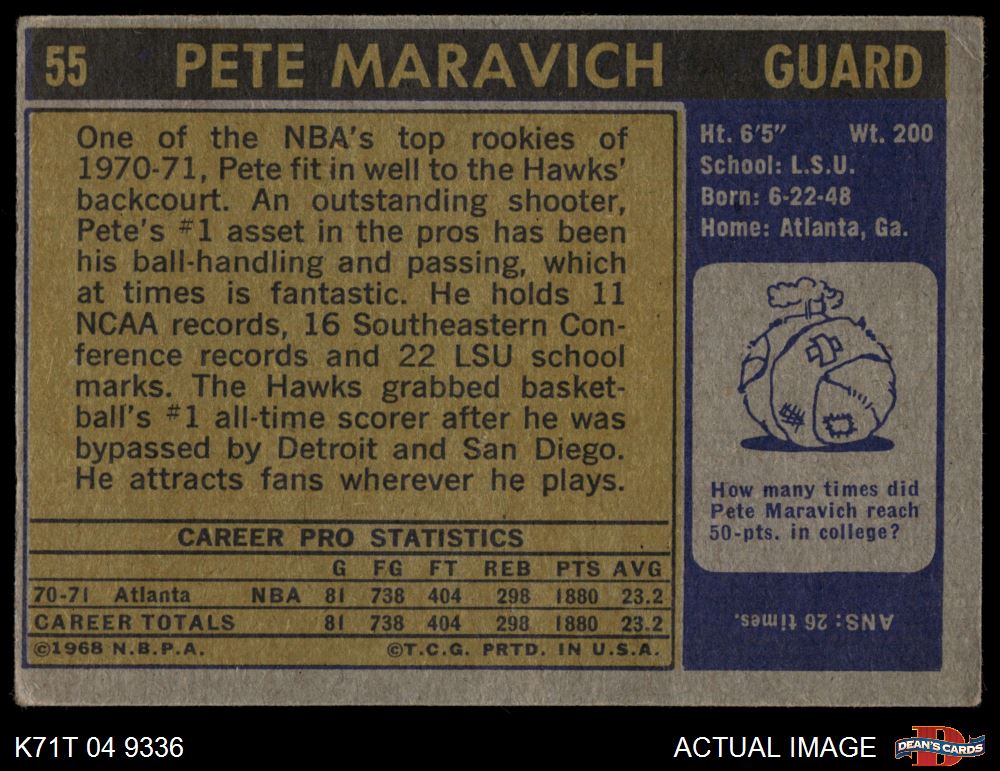 55 PETE MARAVICH GUARD
One of the NBA's top rookies of
1970-71, Pete fit in well to the Hawks'
backcourt. An outstanding shooter,
Pete's #1 asset in the pros has been
his ball-handling and passing, which
at times is fantastic. He holds 11
NCAA records, 16 Southeastern Con-
ference records and 22 LSU school
marks. The Hawks grabbed basket-
ball's #1 all-time scorer after he was
bypassed by Detroit and San Diego.
He attracts fans wherever he plays.
CAREER PRO STATISTICS
G FG FT REB PTS AVG
70-71 Atlanta NBA 81 738 404 298 1880 23.2
CAREER TOTALS 81 738 404 298 1880 23.2
©1968 N.B.P.A. ©T.C.G. PRTD. IN U.S.A.
Ht. 6'5" Wt. 200
School: L.S.U.
Born: 6-22-48
Home: Atlanta, Ga.
How many times did
Pete Maravich reach
50-pts. in college?
ANS: 26 times.
K71T 04 9336 ACTUAL IMAGE D DEAN'S CARDS